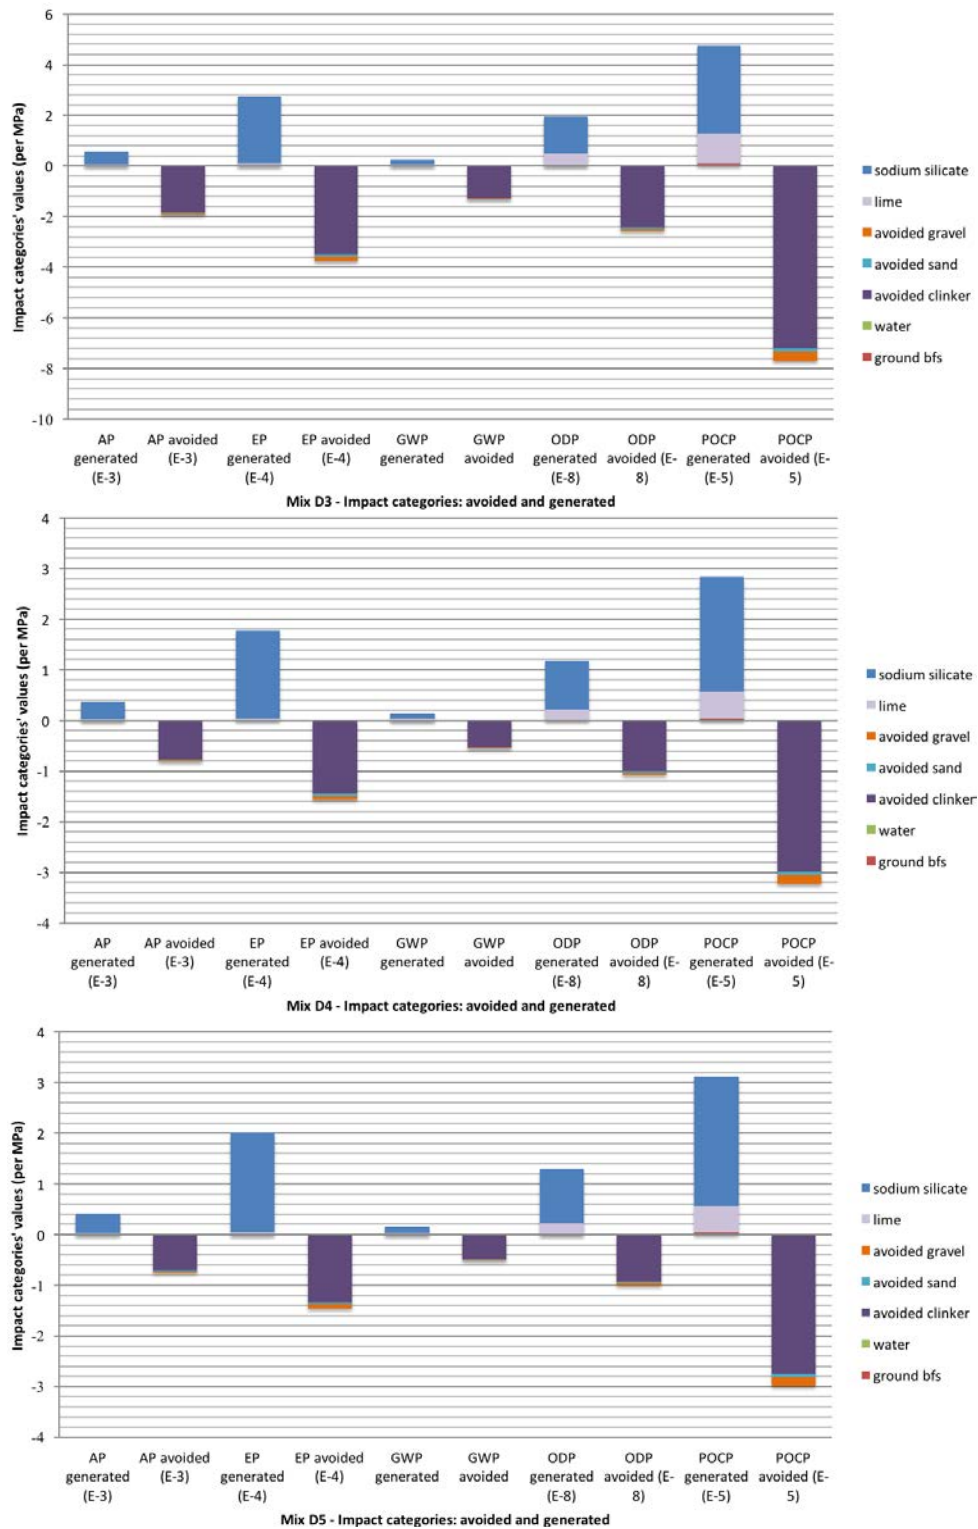 6
4
2
0
-2
-4
-6
-8
-10
Impact categories' values (per MPa)
AP generated (E-3)
AP avoided (E-3)
EP generated (E-4)
EP avoided (E-4)
GWP generated
GWP avoided
ODP generated (E-8)
ODP avoided (E-8)
POCP generated (E-5)
POCP avoided (E-5)
Mix D3 - Impact categories: avoided and generated
sodium silicate
lime
avoided gravel
avoided sand
avoided clinker
water
ground bfs
4
3
2
1
0
-1
-2
-3
-4
Impact categories' values (per MPa)
AP generated (E-3)
AP avoided (E-3)
EP generated (E-4)
EP avoided (E-4)
GWP generated
GWP avoided
ODP generated (E-8)
ODP avoided (E-8)
POCP generated (E-5)
POCP avoided (E-5)
Mix D4 - Impact categories: avoided and generated
sodium silicate
lime
avoided gravel
avoided sand
avoided clinker
water
ground bfs
4
3
2
1
0
-1
-2
-3
-4
Impact categories' values (per MPa)
AP generated (E-3)
AP avoided (E-3)
EP generated (E-4)
EP avoided (E-4)
GWP generated
GWP avoided
ODP generated (E-8)
ODP avoided (E-8)
POCP generated (E-5)
POCP avoided (E-5)
Mix D5 - Impact categories: avoided and generated
sodium silicate
lime
avoided gravel
avoided sand
avoided clinker
water
ground bfs